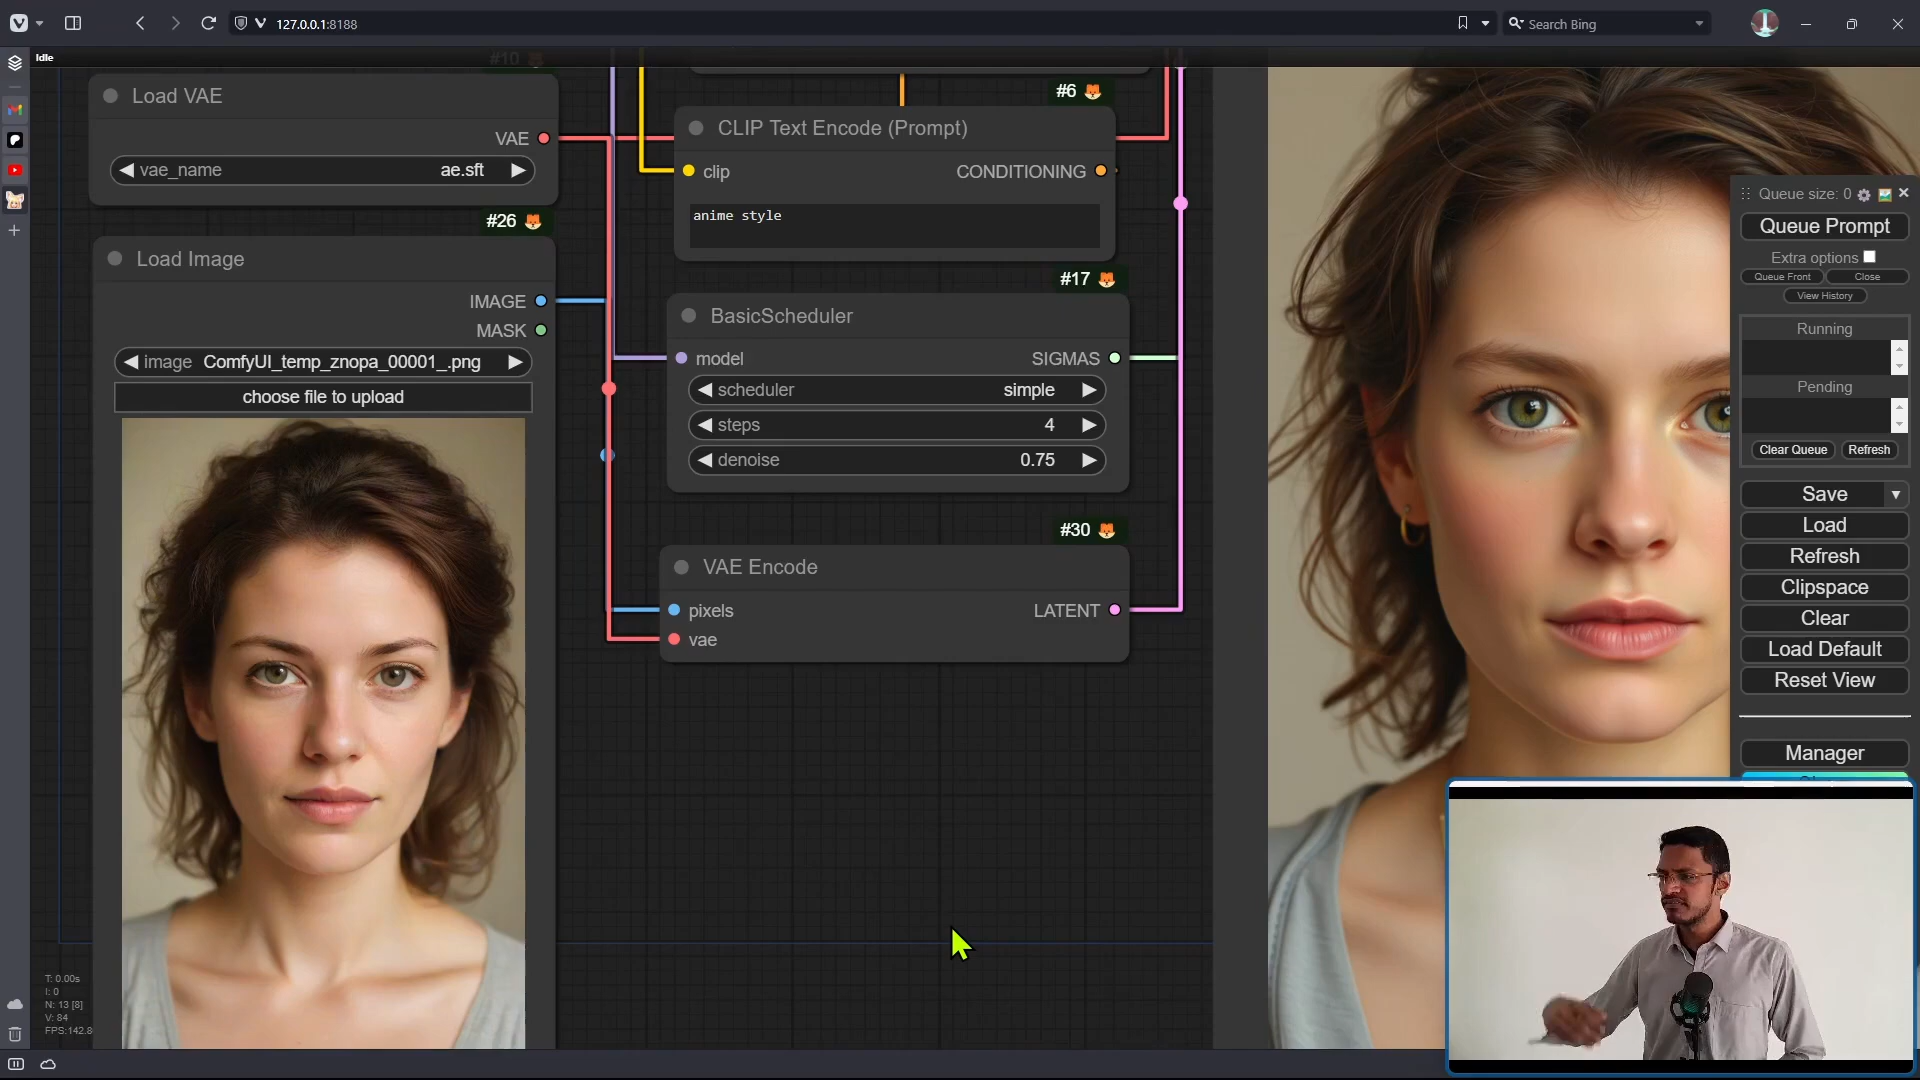 127.0.0.1:8188
Search Bing
Idle
#10
Load VAE
VAE
vae_name ae.sft
#26
Load Image
IMAGE
MASK
image ComfyUI_temp_znopa_00001_.png
choose file to upload
T: 0.00s
I: 0
N: 13 [8]
V: 84
FPS:142.8
#6
CLIP Text Encode (Prompt)
clip CONDITIONING
anime style
#17
BasicScheduler
model SIGMAS
scheduler simple
steps 4
denoise 0.75
#30
VAE Encode
pixels LATENT
vae
Queue size: 0
Queue Prompt
Extra options
Queue Front Close
View History
Running
Pending
Clear Queue Refresh
Save
Load
Refresh
Clipspace
Clear
Load Default
Reset View
Manager